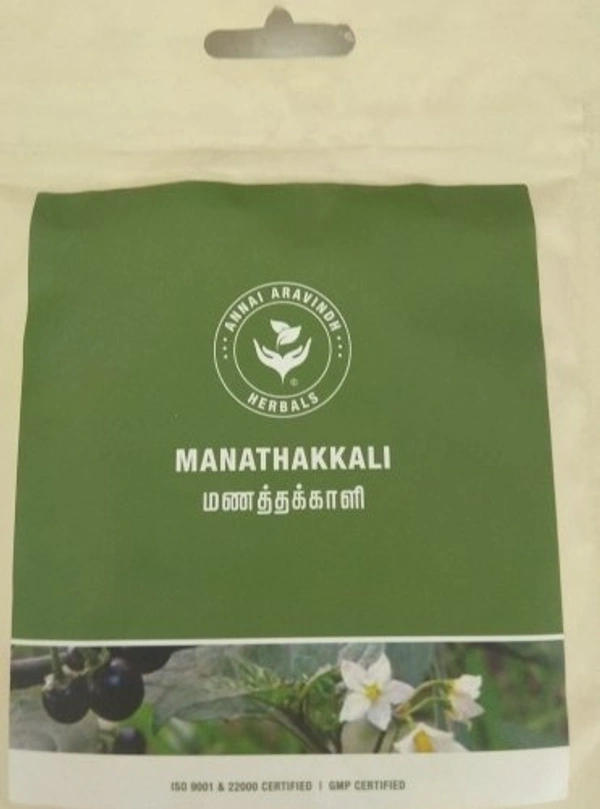 ANNAI ARAVINDH
®
HERBALS
MANATHAKKALI
மணத்தக்காளி
ISO 9001 & 22000 CERTIFIED | GMP CERTIFIED